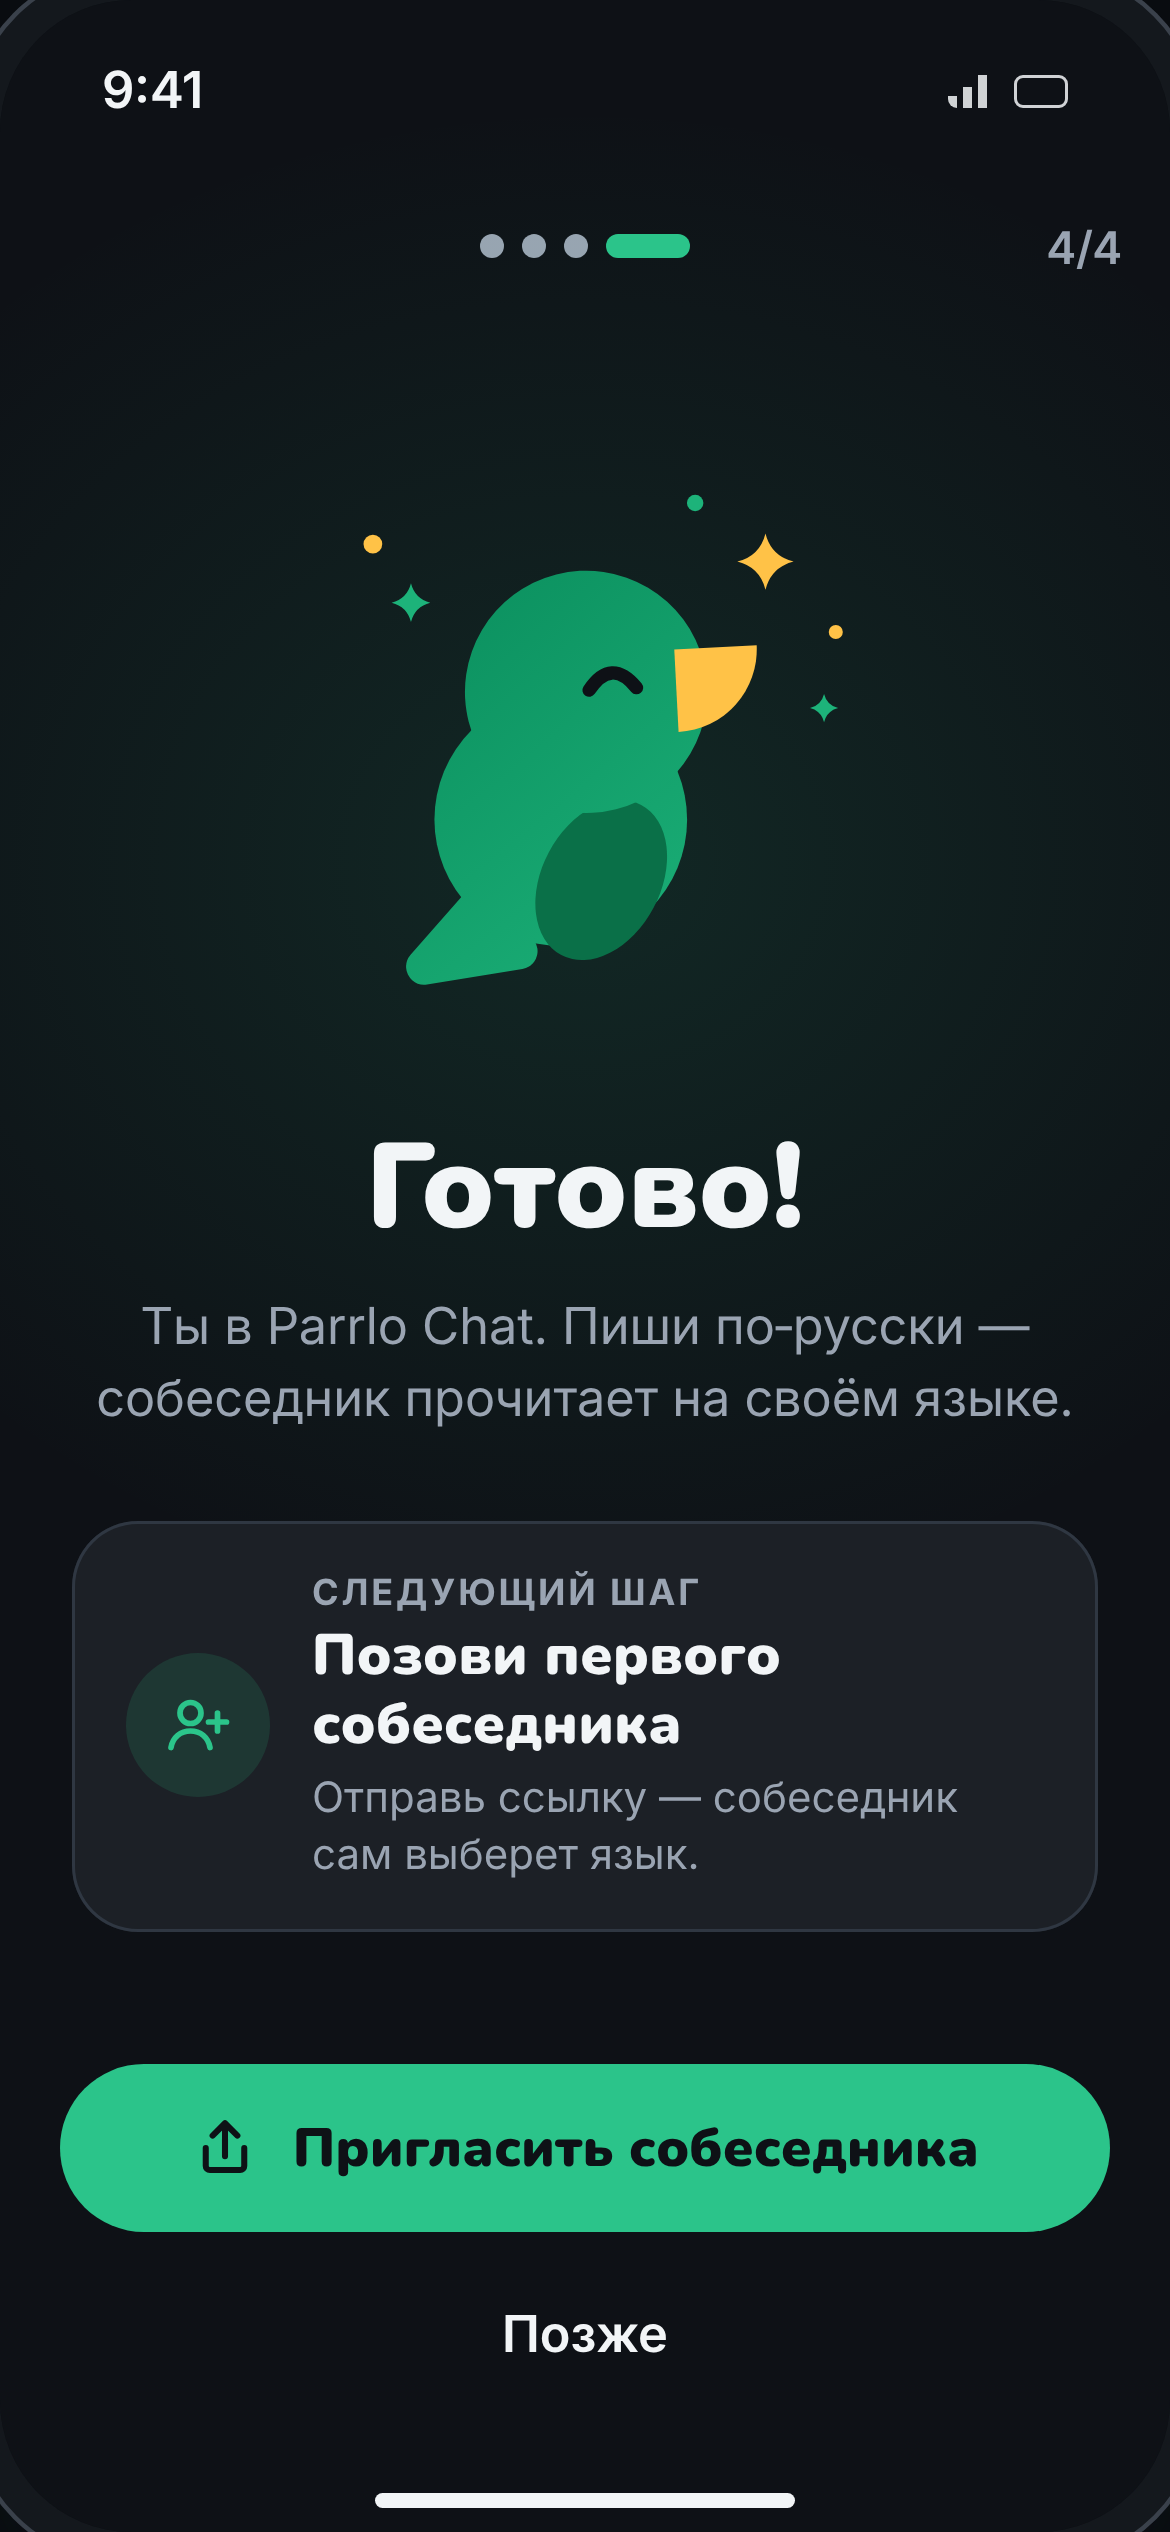 9:41
4/4
Готово!
Ты в Parrlo Chat. Пиши по-русски —
собеседник прочитает на своём языке.
СЛЕДУЮЩИЙ ШАГ
Позови первого
собеседника
Отправь ссылку — собеседник
сам выберет язык.
Пригласить собеседника
Позже